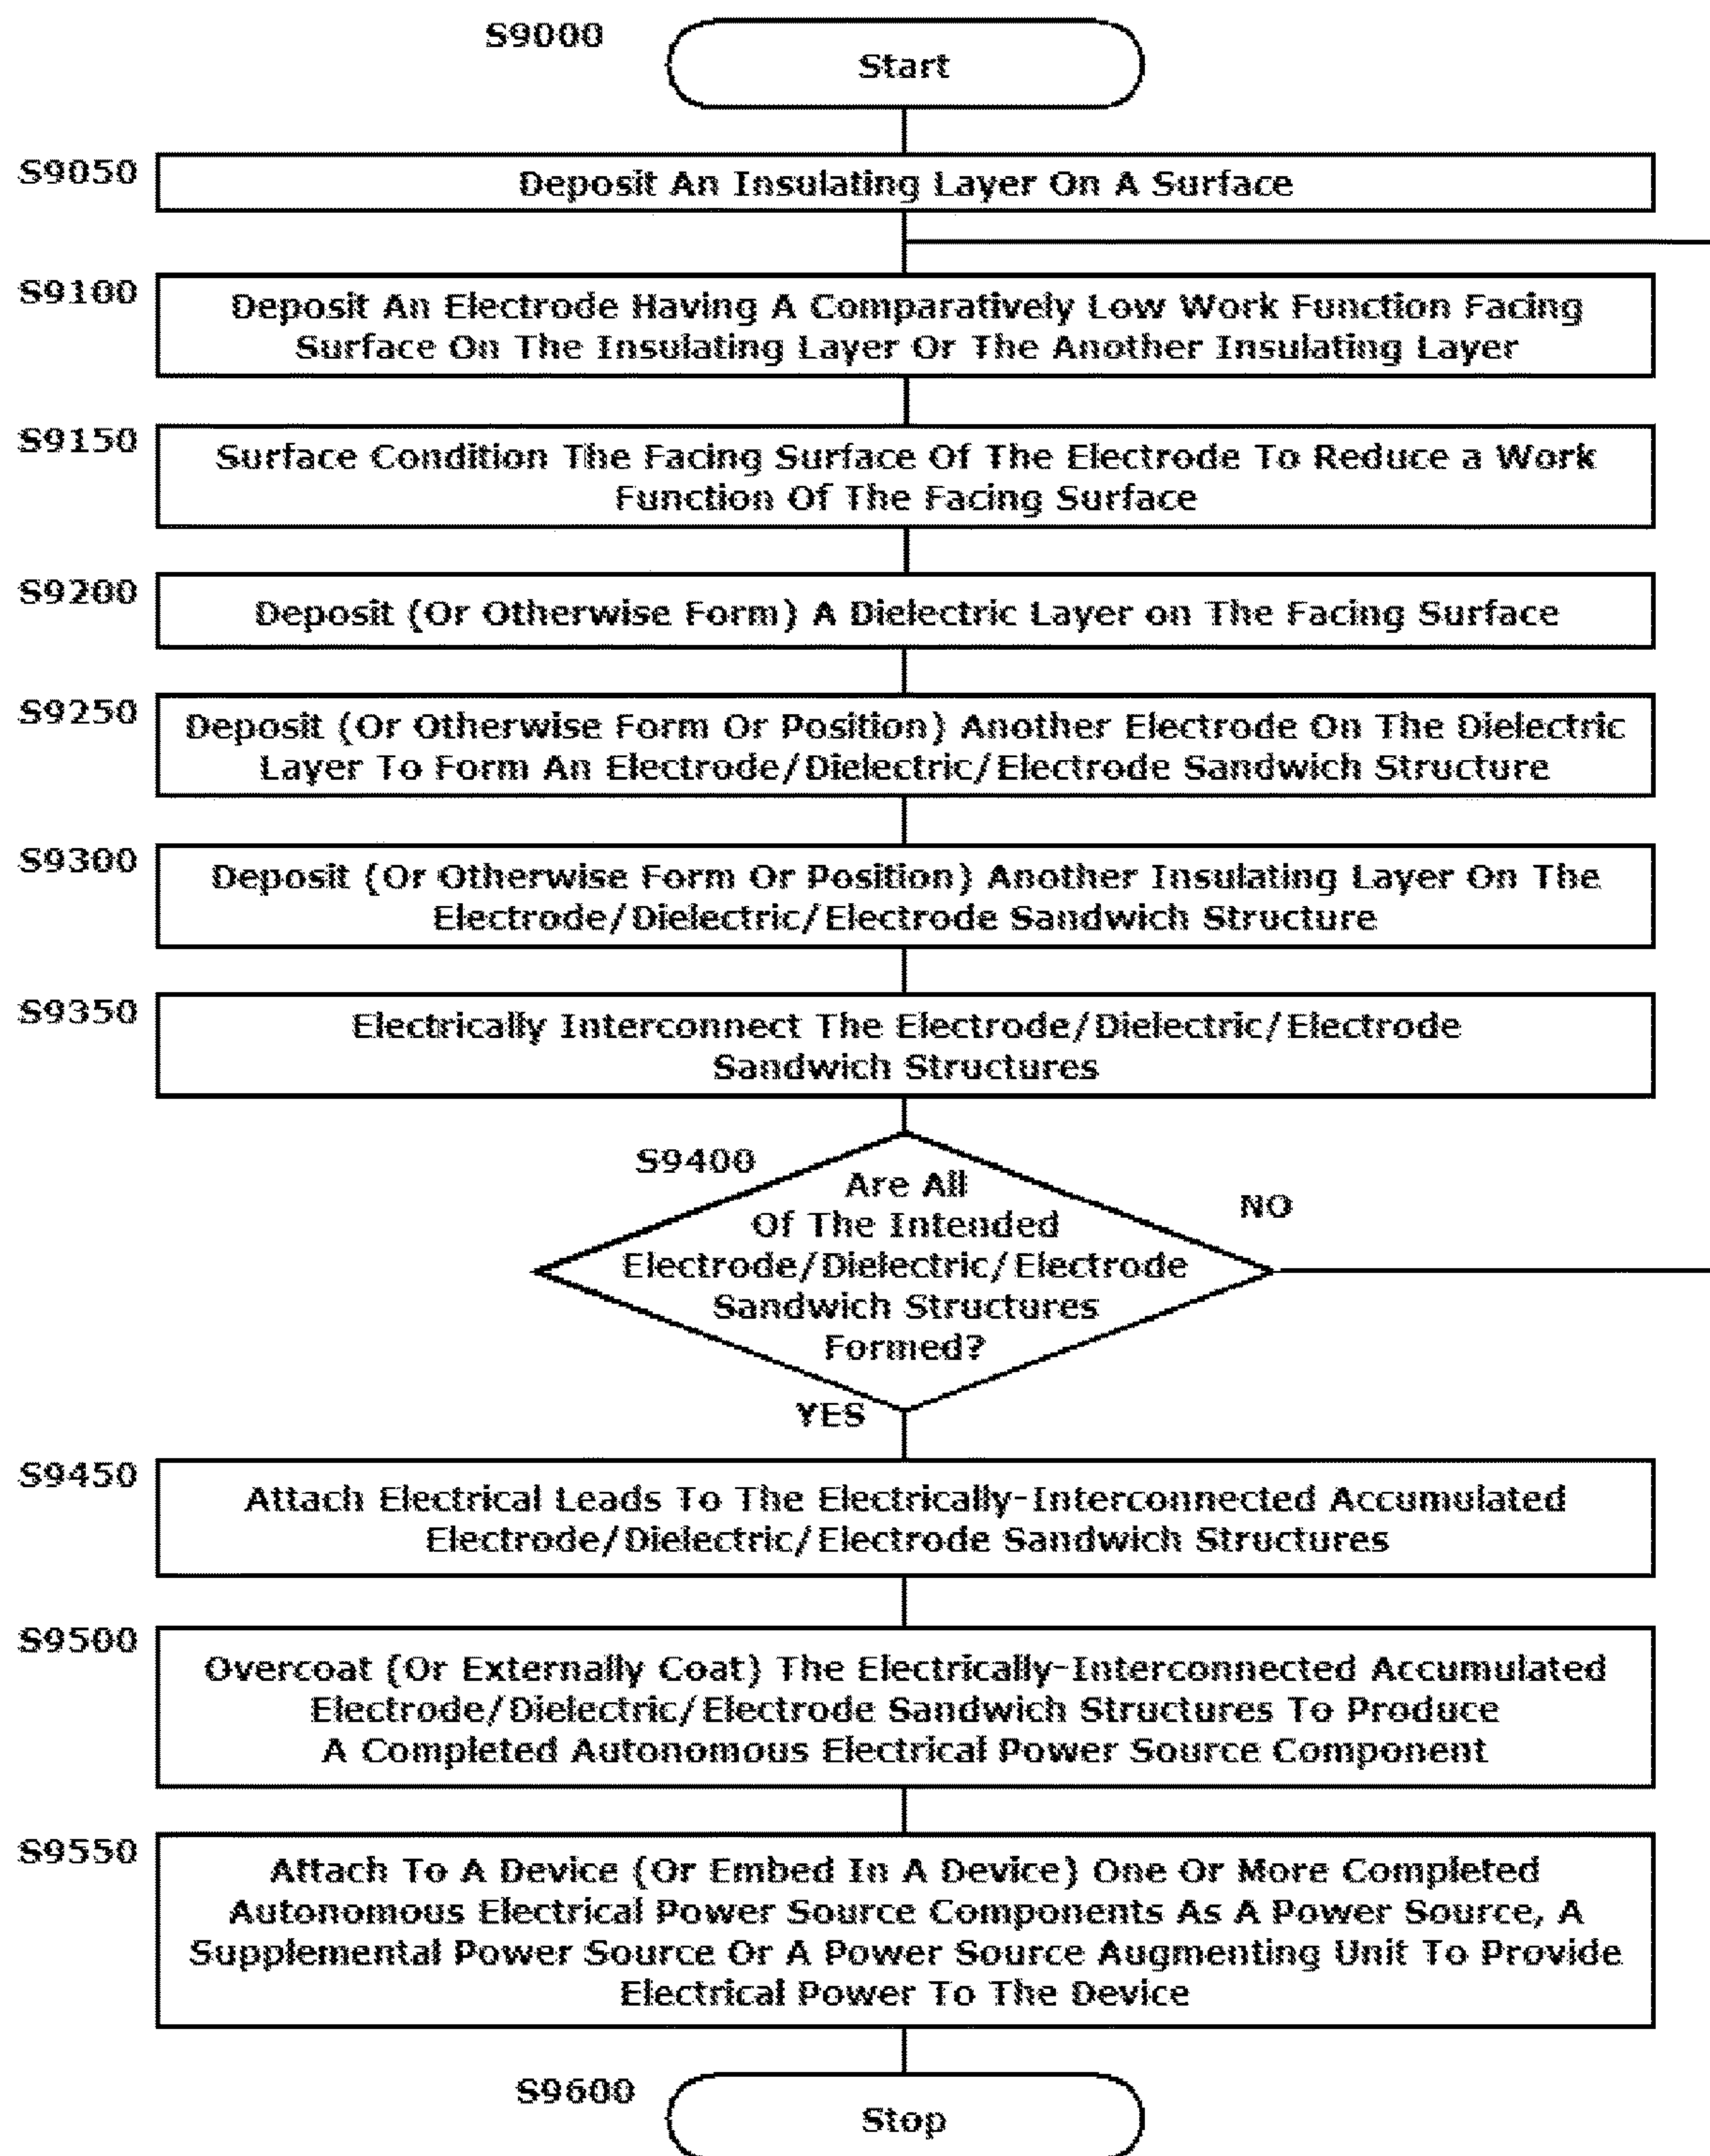 S9000
Start
S9050
Deposit An Insulating Layer On A Surface
S9100
Deposit An Electrode Having A Comparatively Low Work Function Facing
Surface On The Insulating Layer Or The Another Insulating Layer
S9150
Surface Condition The Facing Surface Of The Electrode To Reduce a Work
Function Of The Facing Surface
S9200
Deposit (Or Otherwise Form) A Dielectric Layer on The Facing Surface
S9250
Deposit (Or Otherwise Form Or Position) Another Electrode On The Dielectric
Layer To Form An Electrode/Dielectric/Electrode Sandwich Structure
S9300
Deposit (Or Otherwise Form Or Position) Another Insulating Layer On The
Electrode/Dielectric/Electrode Sandwich Structure
S9350
Electrically Interconnect The Electrode/Dielectric/Electrode
Sandwich Structures
S9400
Are All
Of The Intended
Electrode/Dielectric/Electrode
Sandwich Structures
Formed?
NO
YES
S9450
Attach Electrical Leads To The Electrically-Interconnected Accumulated
Electrode/Dielectric/Electrode Sandwich Structures
S9500
Overcoat (Or Externally Coat) The Electrically-Interconnected Accumulated
Electrode/Dielectric/Electrode Sandwich Structures To Produce
A Completed Autonomous Electrical Power Source Component
S9550
Attach To A Device (Or Embed In A Device) One Or More Completed
Autonomous Electrical Power Source Components As A Power Source, A
Supplemental Power Source Or A Power Source Augmenting Unit To Provide
Electrical Power To The Device
S9600
Stop